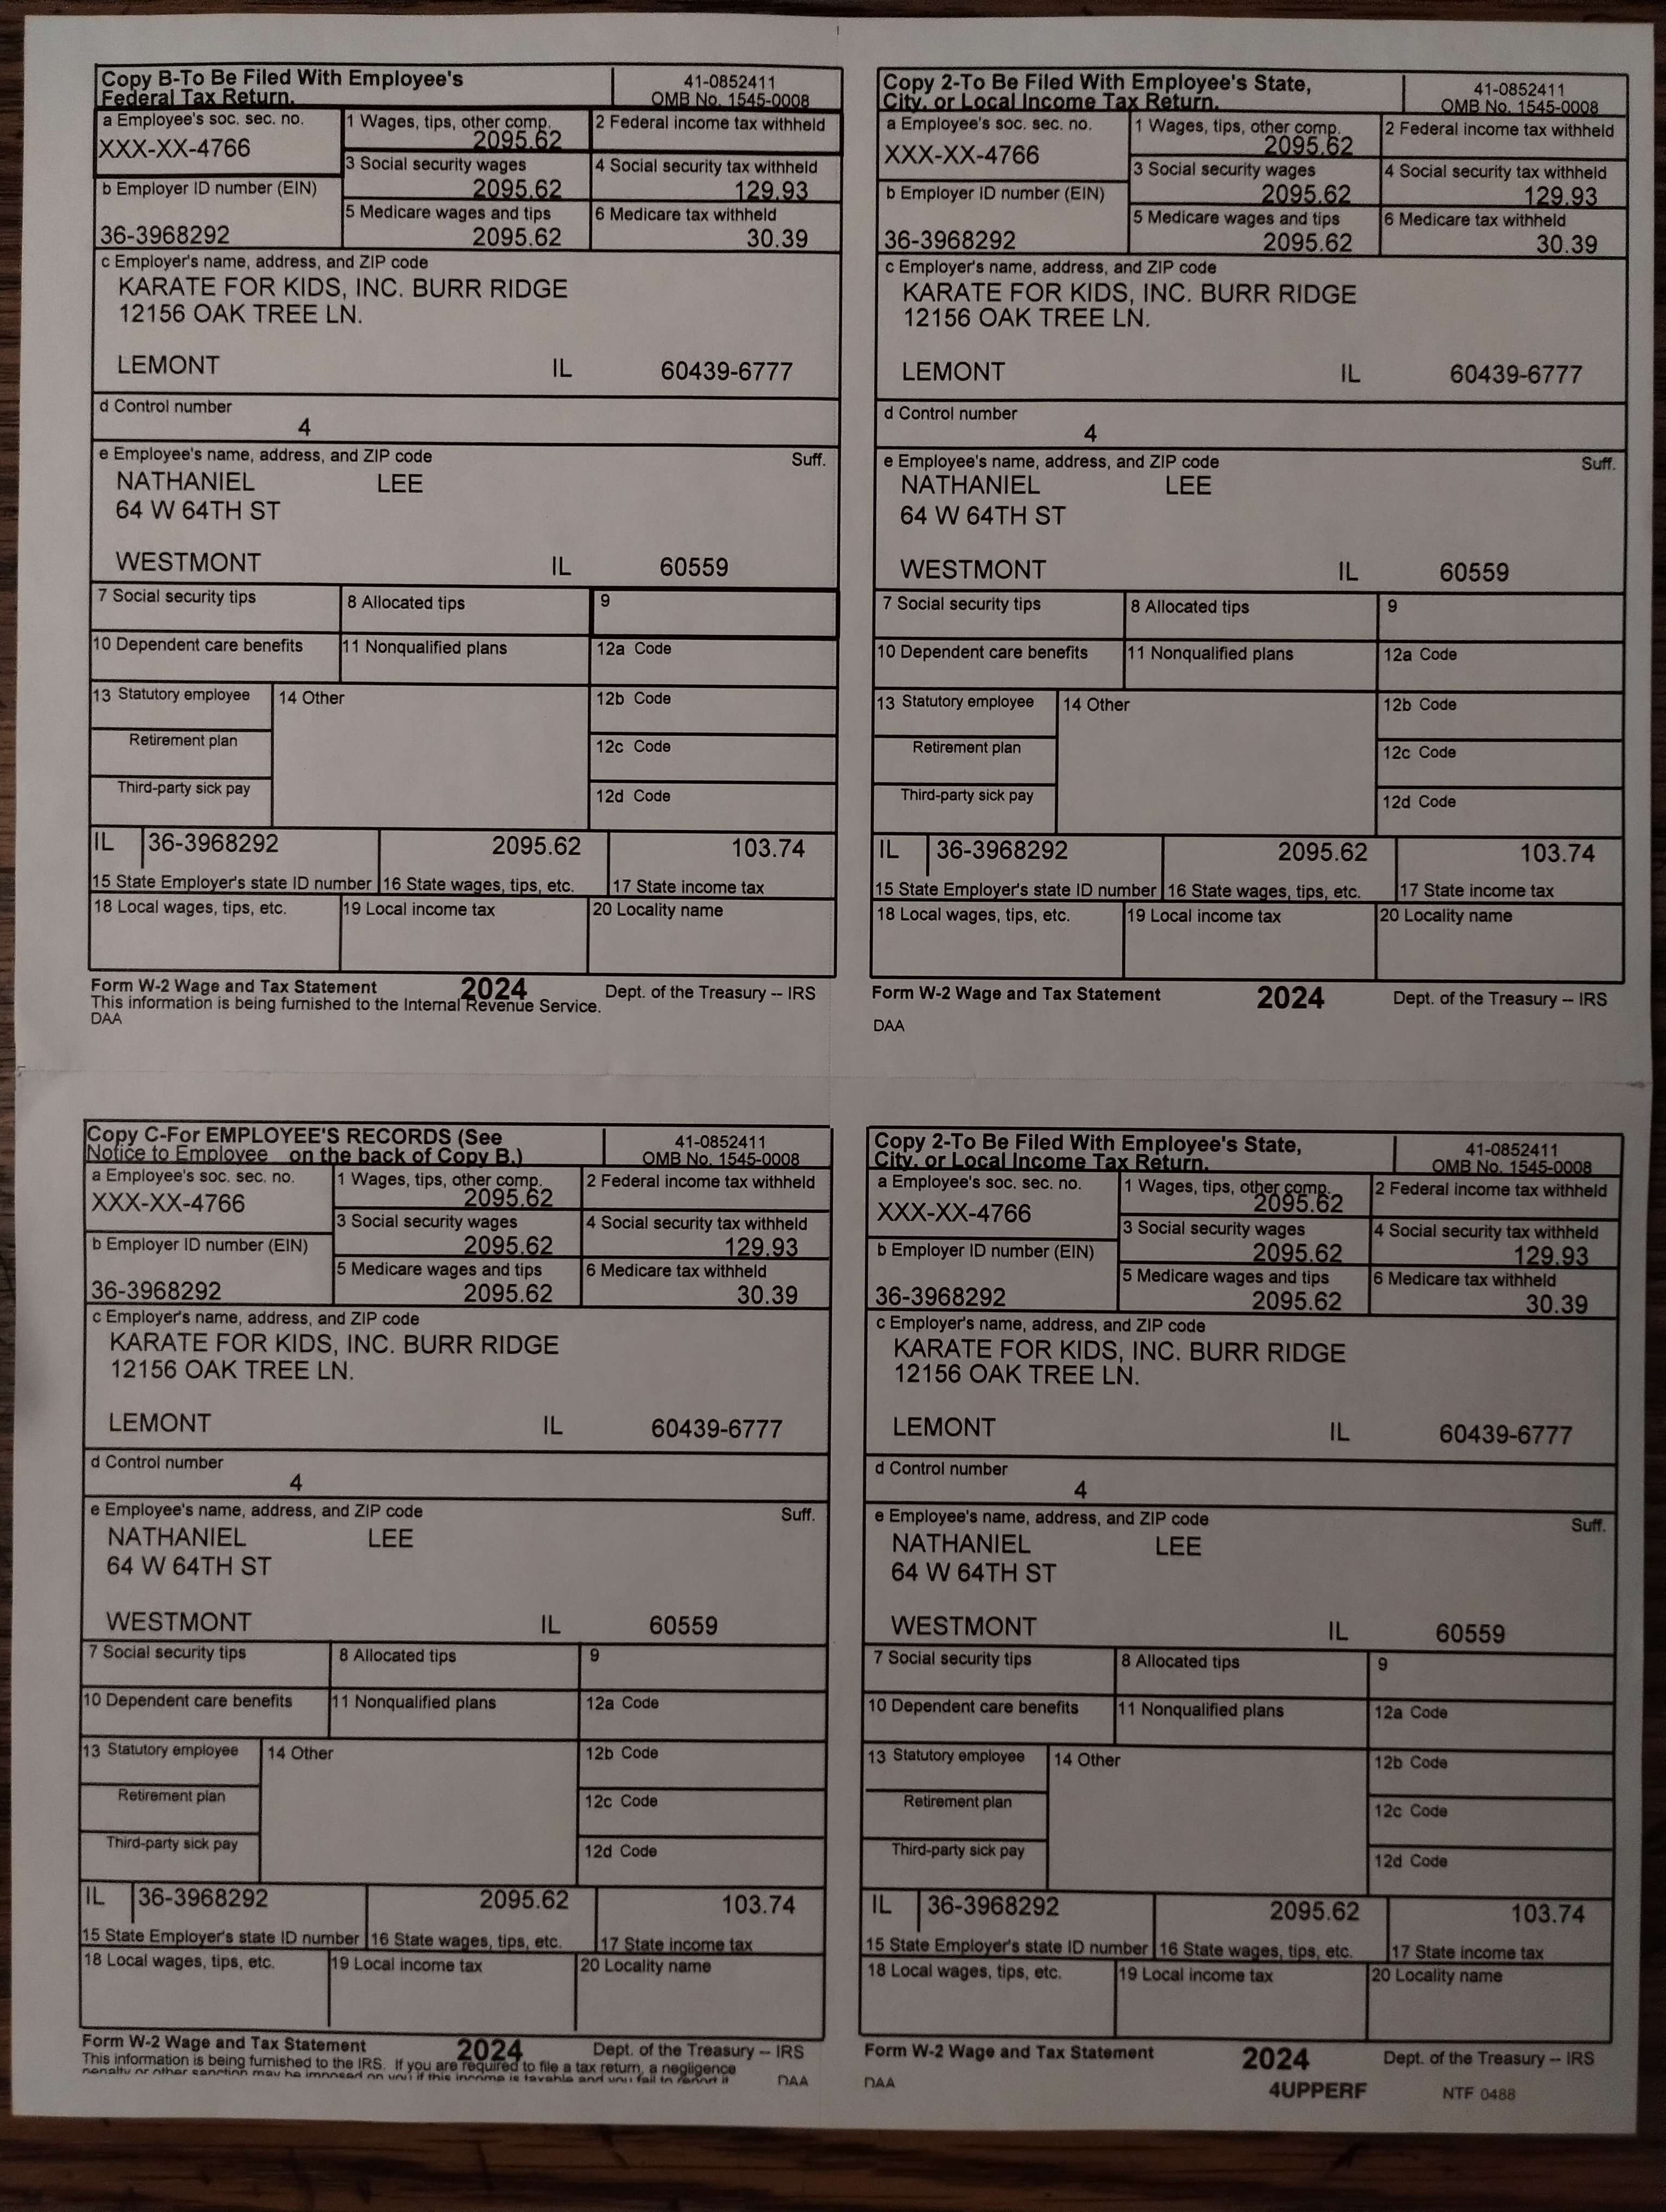 Copy B-To Be Filed With Employee's
Federal Tax Return.
41-0852411
OMB No. 1545-0008
a Employee's soc. sec. no.
XXX-XX-4766
1 Wages, tips, other comp.
2095.62
2 Federal income tax withheld
3 Social security wages
2095.62
4 Social security tax withheld
129.93
b Employer ID number (EIN)
36-3968292
5 Medicare wages and tips
2095.62
6 Medicare tax withheld
30.39
c Employer's name, address, and ZIP code
KARATE FOR KIDS, INC. BURR RIDGE
12156 OAK TREE LN.
LEMONT IL 60439-6777
d Control number
4
e Employee's name, address, and ZIP code Suff.
NATHANIEL LEE
64 W 64TH ST
WESTMONT IL 60559
7 Social security tips
8 Allocated tips
9
10 Dependent care benefits
11 Nonqualified plans
12a Code
13 Statutory employee
14 Other
12b Code
Retirement plan
12c Code
Third-party sick pay
12d Code
IL 36-3968292 2095.62 103.74
15 State Employer's state ID number 16 State wages, tips, etc. 17 State income tax
18 Local wages, tips, etc. 19 Local income tax 20 Locality name
Form W-2 Wage and Tax Statement 2024 Dept. of the Treasury -- IRS
This information is being furnished to the Internal Revenue Service.
DAA
Copy 2-To Be Filed With Employee's State,
City, or Local Income Tax Return.
41-0852411
OMB No. 1545-0008
a Employee's soc. sec. no.
XXX-XX-4766
1 Wages, tips, other comp.
2095.62
2 Federal income tax withheld
3 Social security wages
2095.62
4 Social security tax withheld
129.93
b Employer ID number (EIN)
36-3968292
5 Medicare wages and tips
2095.62
6 Medicare tax withheld
30.39
c Employer's name, address, and ZIP code
KARATE FOR KIDS, INC. BURR RIDGE
12156 OAK TREE LN.
LEMONT IL 60439-6777
d Control number
4
e Employee's name, address, and ZIP code Suff.
NATHANIEL LEE
64 W 64TH ST
WESTMONT IL 60559
7 Social security tips
8 Allocated tips
9
10 Dependent care benefits
11 Nonqualified plans
12a Code
13 Statutory employee
14 Other
12b Code
Retirement plan
12c Code
Third-party sick pay
12d Code
IL 36-3968292 2095.62 103.74
15 State Employer's state ID number 16 State wages, tips, etc. 17 State income tax
18 Local wages, tips, etc. 19 Local income tax 20 Locality name
Form W-2 Wage and Tax Statement 2024 Dept. of the Treasury -- IRS
DAA
Copy C-For EMPLOYEE'S RECORDS (See
Notice to Employee on the back of Copy B.)
41-0852411
OMB No. 1545-0008
a Employee's soc. sec. no.
XXX-XX-4766
1 Wages, tips, other comp.
2095.62
2 Federal income tax withheld
3 Social security wages
2095.62
4 Social security tax withheld
129.93
b Employer ID number (EIN)
36-3968292
5 Medicare wages and tips
2095.62
6 Medicare tax withheld
30.39
c Employer's name, address, and ZIP code
KARATE FOR KIDS, INC. BURR RIDGE
12156 OAK TREE LN.
LEMONT IL 60439-6777
d Control number
4
e Employee's name, address, and ZIP code Suff.
NATHANIEL LEE
64 W 64TH ST
WESTMONT IL 60559
7 Social security tips
8 Allocated tips
9
10 Dependent care benefits
11 Nonqualified plans
12a Code
13 Statutory employee
14 Other
12b Code
Retirement plan
12c Code
Third-party sick pay
12d Code
IL 36-3968292 2095.62 103.74
15 State Employer's state ID number 16 State wages, tips, etc. 17 State income tax
18 Local wages, tips, etc. 19 Local income tax 20 Locality name
Form W-2 Wage and Tax Statement 2024 Dept. of the Treasury -- IRS
This information is being furnished to the IRS. If you are required to file a tax return, a negligence
penalty or other sanction may be imposed on you if this income is taxable and you fail to report it DAA
Copy 2-To Be Filed With Employee's State,
City, or Local Income Tax Return.
41-0852411
OMB No. 1545-0008
a Employee's soc. sec. no.
XXX-XX-4766
1 Wages, tips, other comp.
2095.62
2 Federal income tax withheld
3 Social security wages
2095.62
4 Social security tax withheld
129.93
b Employer ID number (EIN)
36-3968292
5 Medicare wages and tips
2095.62
6 Medicare tax withheld
30.39
c Employer's name, address, and ZIP code
KARATE FOR KIDS, INC. BURR RIDGE
12156 OAK TREE LN.
LEMONT IL 60439-6777
d Control number
4
e Employee's name, address, and ZIP code Suff.
NATHANIEL LEE
64 W 64TH ST
WESTMONT IL 60559
7 Social security tips
8 Allocated tips
9
10 Dependent care benefits
11 Nonqualified plans
12a Code
13 Statutory employee
14 Other
12b Code
Retirement plan
12c Code
Third-party sick pay
12d Code
IL 36-3968292 2095.62 103.74
15 State Employer's state ID number 16 State wages, tips, etc. 17 State income tax
18 Local wages, tips, etc. 19 Local income tax 20 Locality name
Form W-2 Wage and Tax Statement 2024 Dept. of the Treasury -- IRS
DAA 4UPPERF NTF 0488